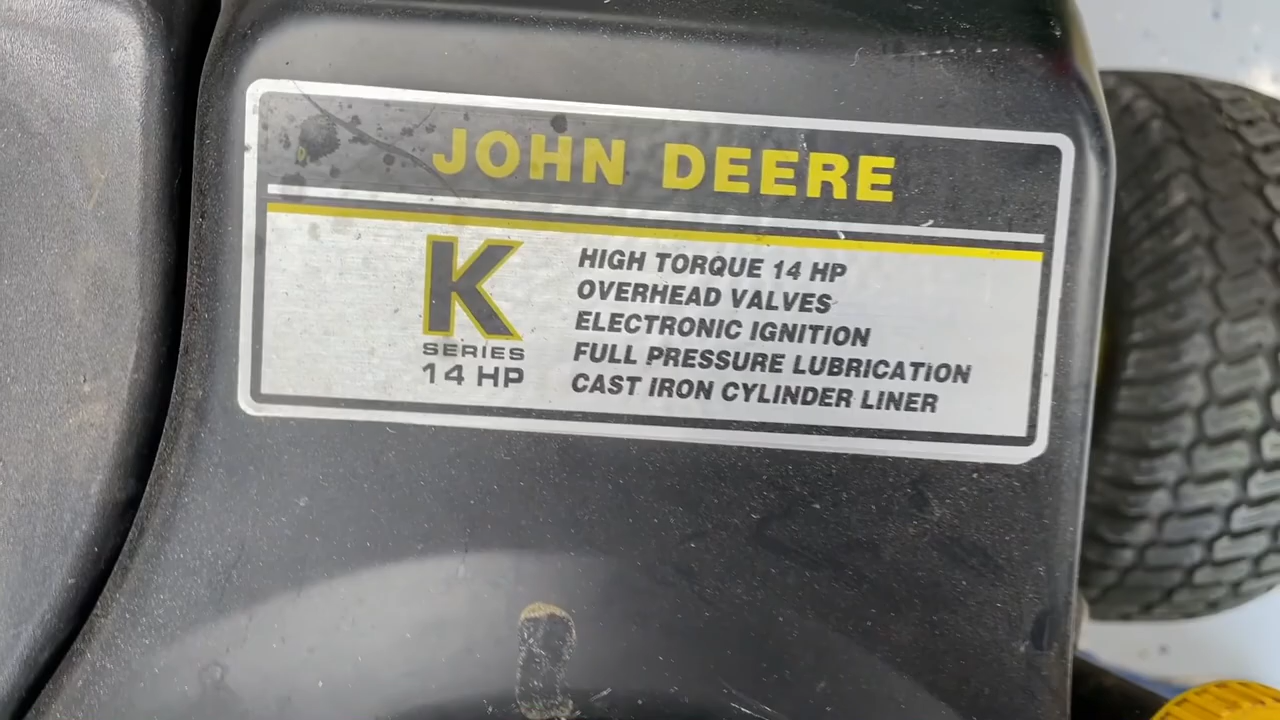 JOHN DEERE
K
SERIES
14 HP
HIGH TORQUE 14 HP
OVERHEAD VALVES
ELECTRONIC IGNITION
FULL PRESSURE LUBRICATION
CAST IRON CYLINDER LINER